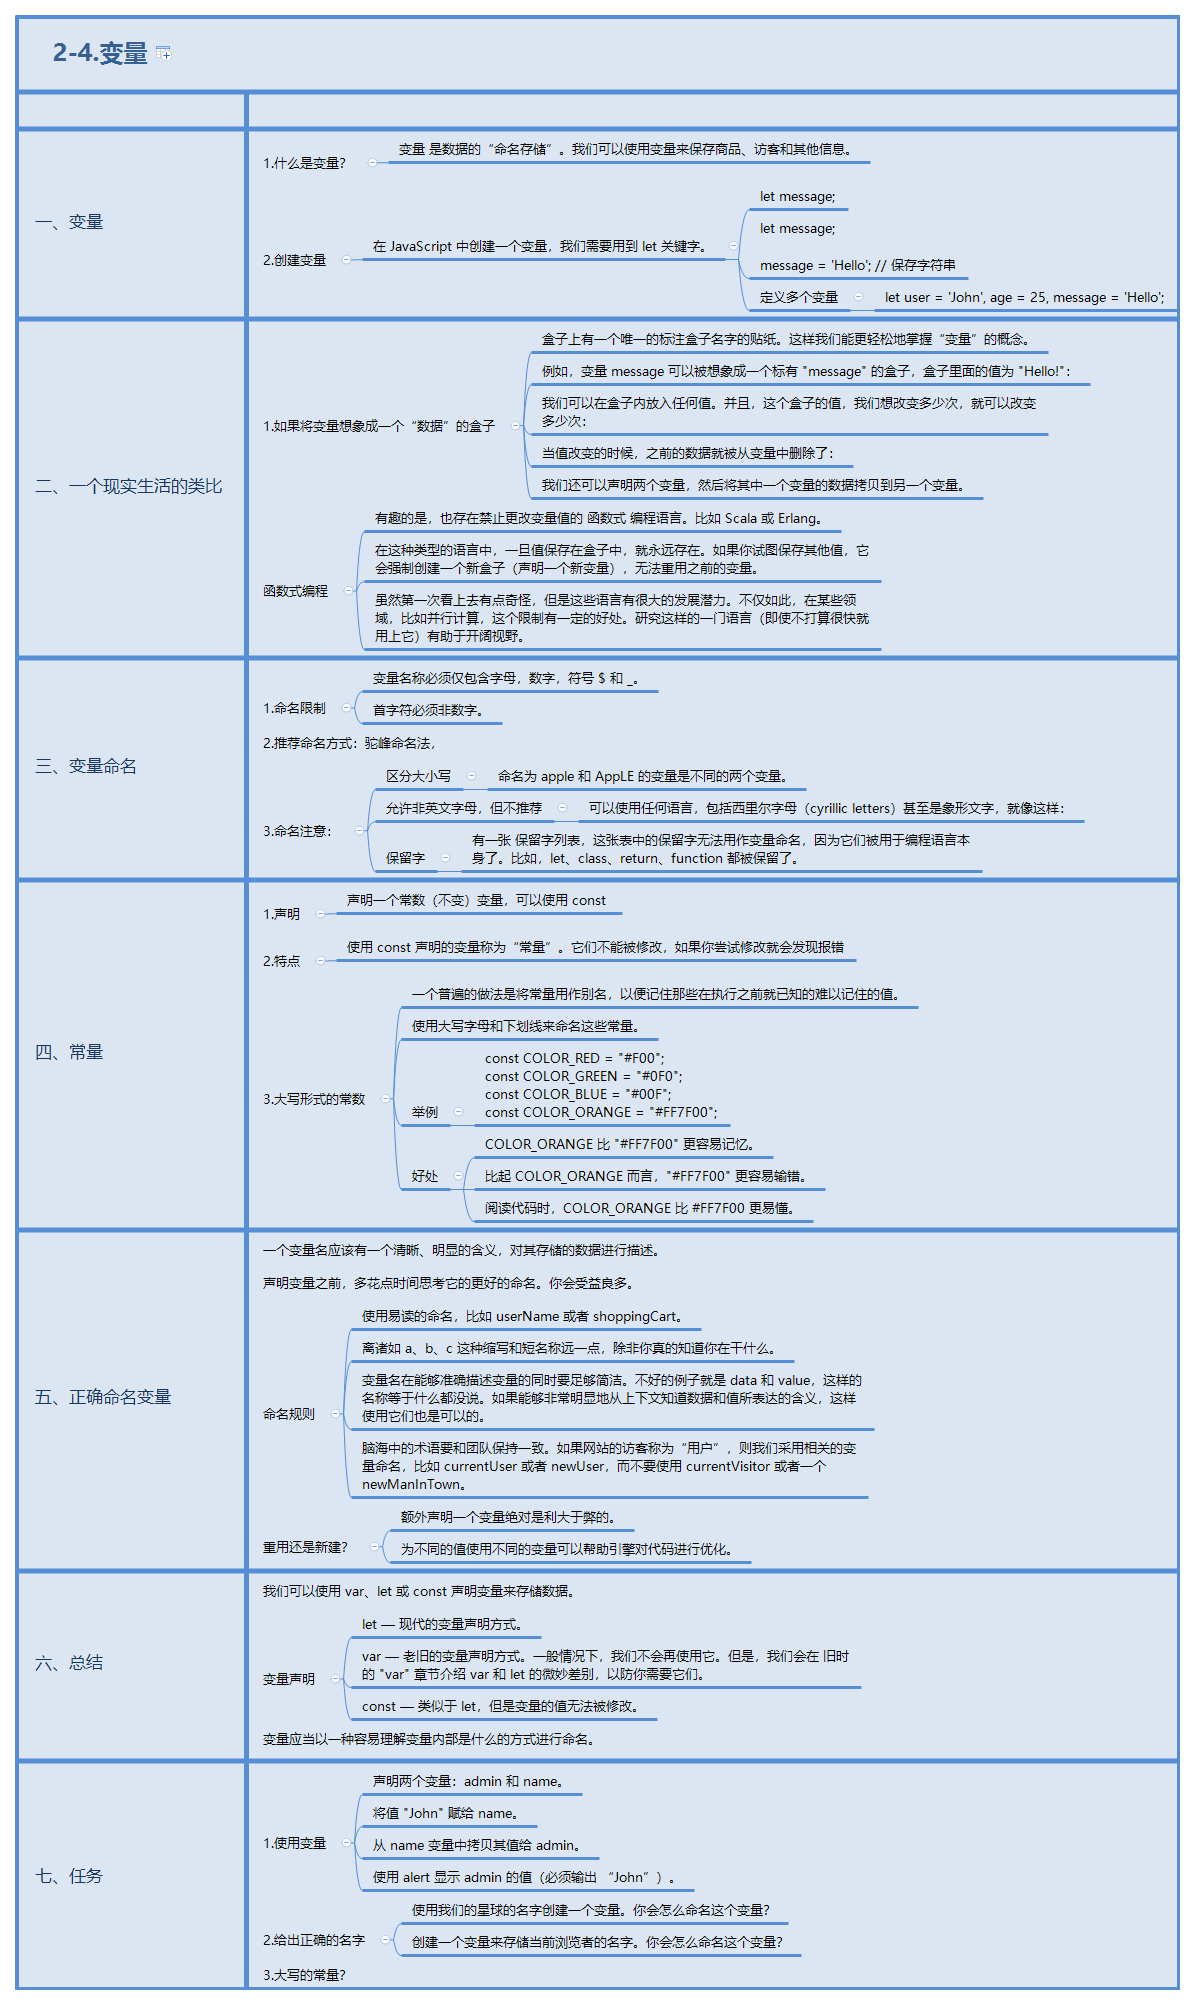 2-4.变量
一、变量
1.什么是变量?
变量 是数据的“命名存储”。我们可以使用变量来保存商品、访客和其他信息。
2.创建变量
在 JavaScript 中创建一个变量，我们需要用到 let 关键字。
let message;
let message;
message = 'Hello'; // 保存字符串
定义多个变量
let user = 'John', age = 25, message = 'Hello';
二、一个现实生活的类比
1.如果将变量想象成一个“数据”的盒子
盒子上有一个唯一的标注盒子名字的贴纸。这样我们能更轻松地掌握“变量”的概念。
例如，变量 message 可以被想象成一个标有 "message" 的盒子，盒子里面的值为 "Hello!"：
我们可以在盒子内放入任何值。并且，这个盒子的值，我们想改变多少次，就可以改变
多少次：
当值改变的时候，之前的数据就被从变量中删除了：
我们还可以声明两个变量，然后将其中一个变量的数据拷贝到另一个变量。
函数式编程
有趣的是，也存在禁止更改变量值的 函数式 编程语言。比如 Scala 或 Erlang。
在这种类型的语言中，一旦值保存在盒子中，就永远存在。如果你试图保存其他值，它
会强制创建一个新盒子（声明一个新变量），无法重用之前的变量。
虽然第一次看上去有点奇怪，但是这些语言有很大的发展潜力。不仅如此，在某些领
域，比如并行计算，这个限制有一定的好处。研究这样的一门语言（即使不打算很快就
用上它）有助于开阔视野。
三、变量命名
1.命名限制
变量名称必须仅包含字母，数字，符号 $ 和 _。
首字符必须非数字。
2.推荐命名方式：驼峰命名法，
3.命名注意：
区分大小写
命名为 apple 和 AppLE 的变量是不同的两个变量。
允许非英文字母，但不推荐
可以使用任何语言，包括西里尔字母（cyrillic letters）甚至是象形文字，就像这样：
保留字
有一张 保留字列表，这张表中的保留字无法用作变量命名，因为它们被用于编程语言本
身了。比如，let、class、return、function 都被保留了。
四、常量
1.声明
声明一个常数（不变）变量，可以使用 const
2.特点
使用 const 声明的变量称为“常量”。它们不能被修改，如果你尝试修改就会发现报错
3.大写形式的常数
一个普遍的做法是将常量用作别名，以便记住那些在执行之前就已知的难以记住的值。
使用大写字母和下划线来命名这些常量。
举例
const COLOR_RED = "#F00";
const COLOR_GREEN = "#0F0";
const COLOR_BLUE = "#00F";
const COLOR_ORANGE = "#FF7F00";
好处
COLOR_ORANGE 比 "#FF7F00" 更容易记忆。
比起 COLOR_ORANGE 而言，"#FF7F00" 更容易输错。
阅读代码时，COLOR_ORANGE 比 #FF7F00 更易懂。
五、正确命名变量
一个变量名应该有一个清晰、明显的含义，对其存储的数据进行描述。
声明变量之前，多花点时间思考它的更好的命名。你会受益良多。
命名规则
使用易读的命名，比如 userName 或者 shoppingCart。
离诸如 a、b、c 这种缩写和短名称远一点，除非你真的知道你在干什么。
变量名在能够准确描述变量的同时要足够简洁。不好的例子就是 data 和 value，这样的
名称等于什么都没说。如果能够非常明显地从上下文知道数据和值所表达的含义，这样
使用它们也是可以的。
脑海中的术语要和团队保持一致。如果网站的访客称为“用户”，则我们采用相关的变
量命名，比如 currentUser 或者 newUser，而不要使用 currentVisitor 或者一个
newManInTown。
重用还是新建?
额外声明一个变量绝对是利大于弊的。
为不同的值使用不同的变量可以帮助引擎对代码进行优化。
六、总结
我们可以使用 var、let 或 const 声明变量来存储数据。
变量声明
let — 现代的变量声明方式。
var — 老旧的变量声明方式。一般情况下，我们不会再使用它。但是，我们会在 旧时
的 "var" 章节介绍 var 和 let 的微妙差别，以防你需要它们。
const — 类似于 let，但是变量的值无法被修改。
变量应当以一种容易理解变量内部是什么的方式进行命名。
七、任务
1.使用变量
声明两个变量：admin 和 name。
将值 "John" 赋给 name。
从 name 变量中拷贝其值给 admin。
使用 alert 显示 admin 的值（必须输出 “John”）。
2.给出正确的名字
使用我们的星球的名字创建一个变量。你会怎么命名这个变量?
创建一个变量来存储当前浏览者的名字。你会怎么命名这个变量?
3.大写的常量?